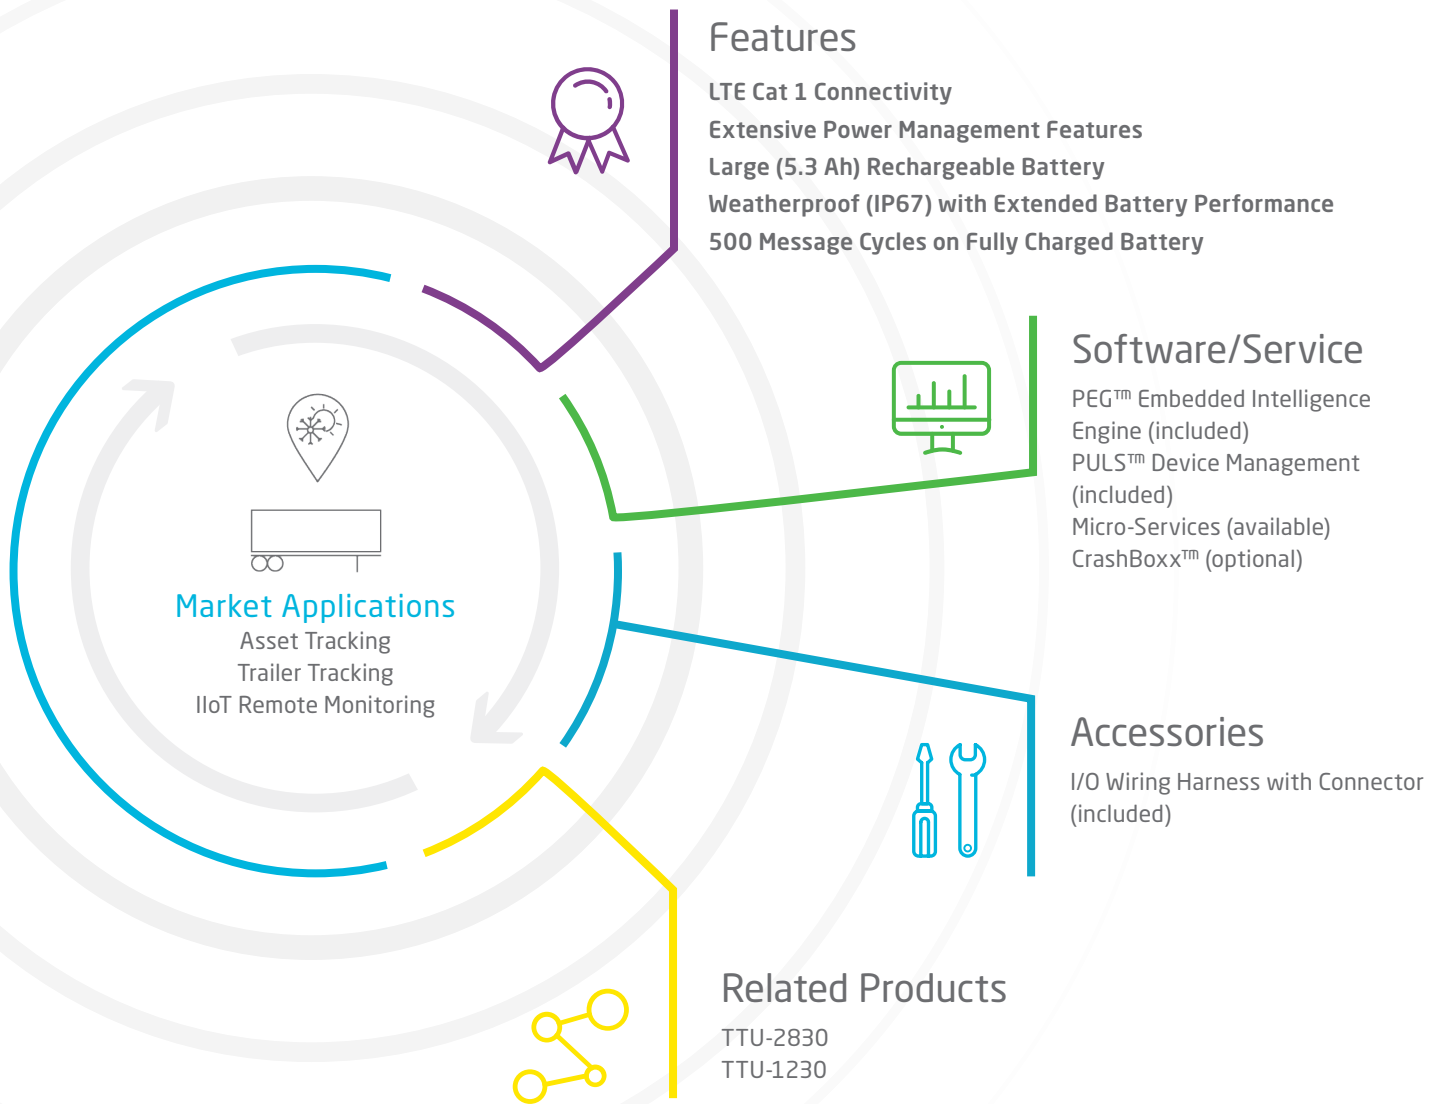 Features
LTE Cat 1 Connectivity
Extensive Power Management Features
Large (5.3 Ah) Rechargeable Battery
Weatherproof (IP67) with Extended Battery Performance
500 Message Cycles on Fully Charged Battery
Software/Service
PEG™ Embedded Intelligence
Engine (included)
PULS™ Device Management
(included)
Micro-Services (available)
CrashBoxx™ (optional)
Market Applications
Asset Tracking
Trailer Tracking
IIoT Remote Monitoring
Accessories
I/O Wiring Harness with Connector
(included)
Related Products
TTU-2830
TTU-1230